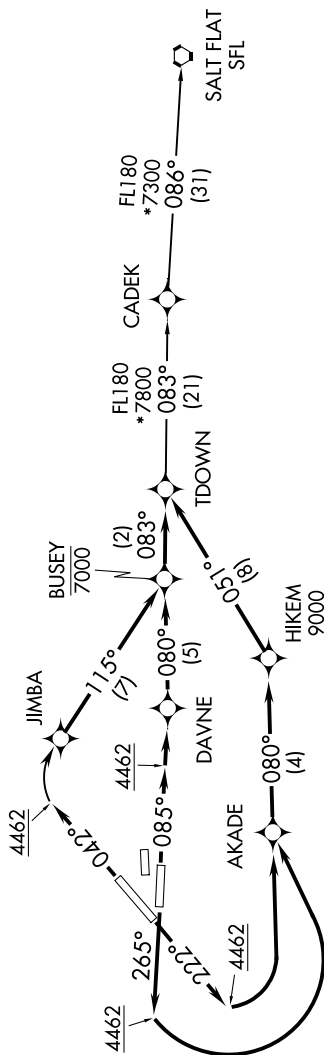 SALT FLAT
SFL
FL180
*7300
086°
(31)
CADEK
FL180
*7800
083°
(21)
TDOWN
BUSEY
7000
(2)
083°
051°
(8)
JIMBA
115°
(7)
080°
(5)
DAVNE
HIKEM
9000
4462
042°
4462
085°
080°
(4)
AKADE
265°
222°
4462
4462